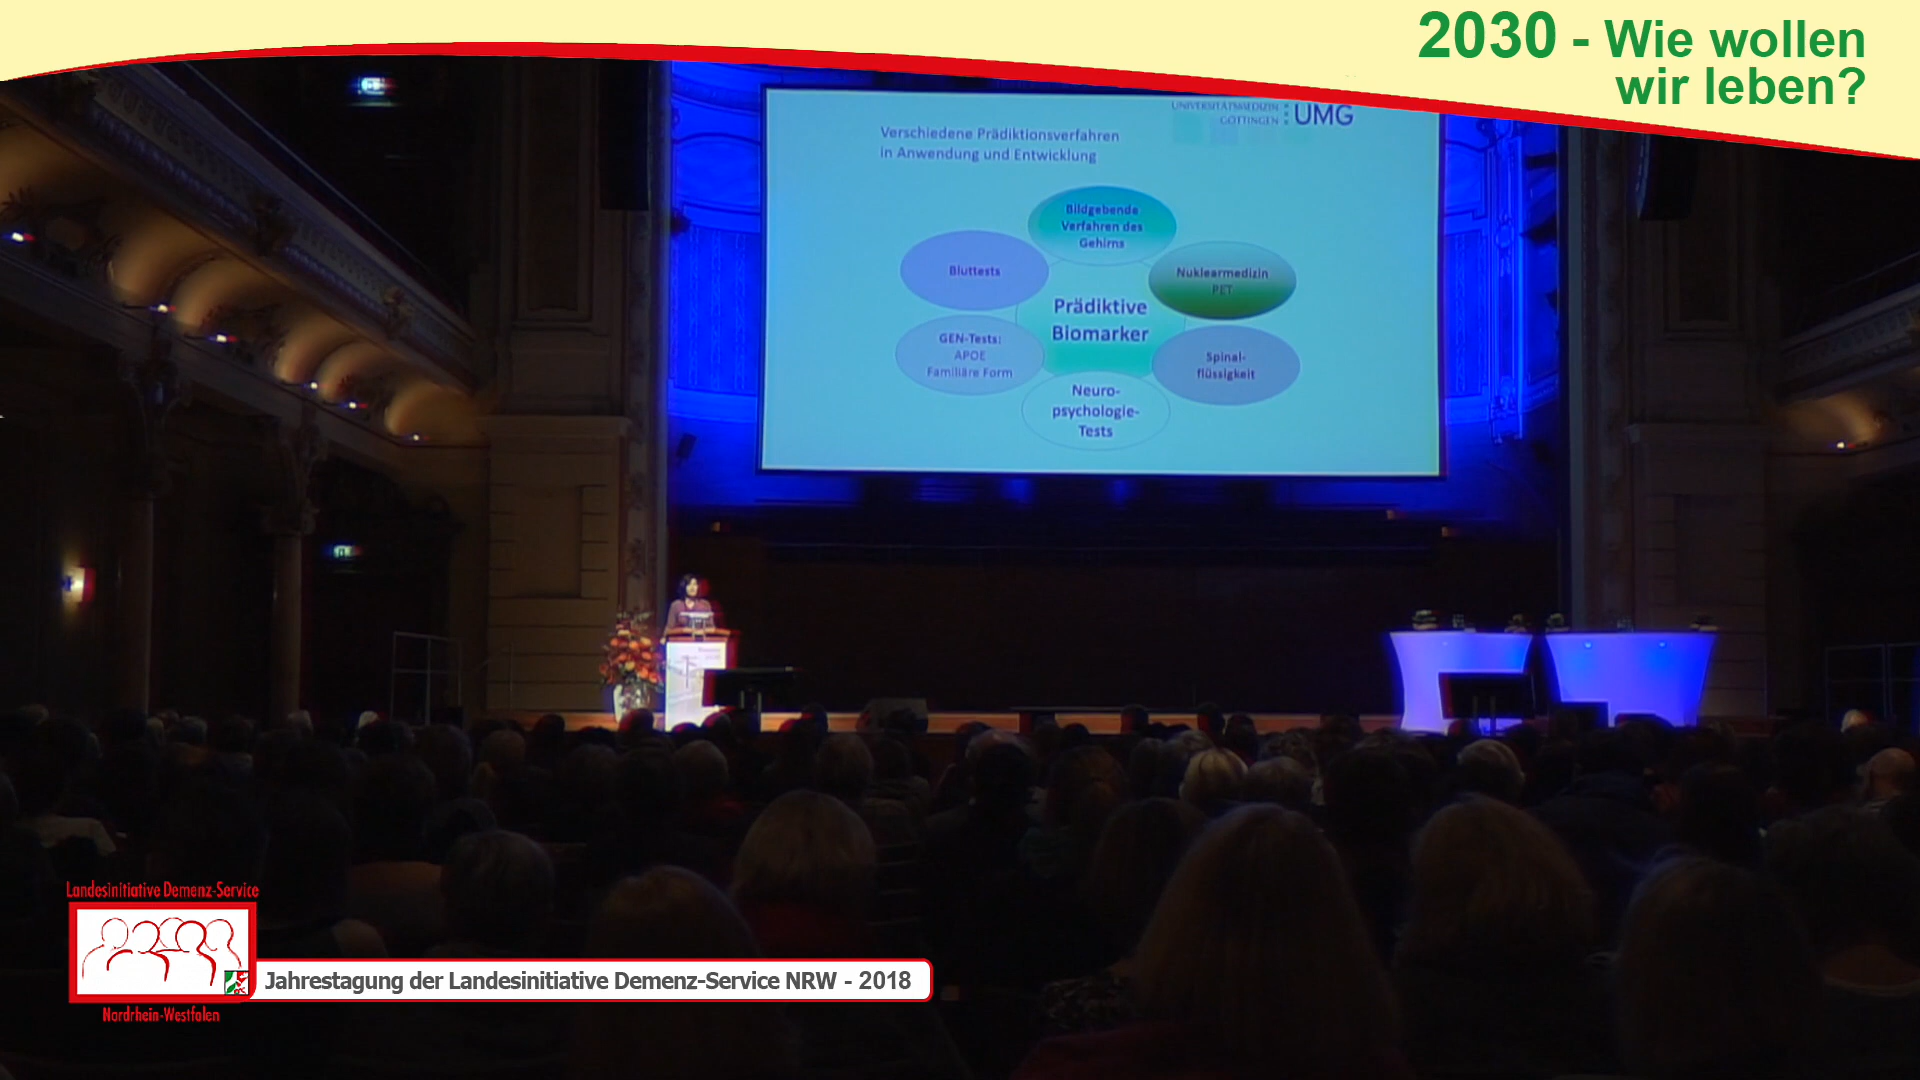 2030 - Wie wollen
wir leben?
UNIVERSITÄTSMEDIZIN
GÖTTINGEN
UMG
Verschiedene Prädiktionsverfahren
in Anwendung und Entwicklung
Bildgebende
Verfahren des
Gehirns
Bluttests
Nuklearmedizin
PET
Prädiktive
Biomarker
GEN-Tests:
APOE
Familiäre Form
Spinal-
flüssigkeit
Neuro-
psychologie-
Tests
Landesinitiative Demenz-Service
Jahrestagung der Landesinitiative Demenz-Service NRW - 2018
Nordrhein-Westfalen